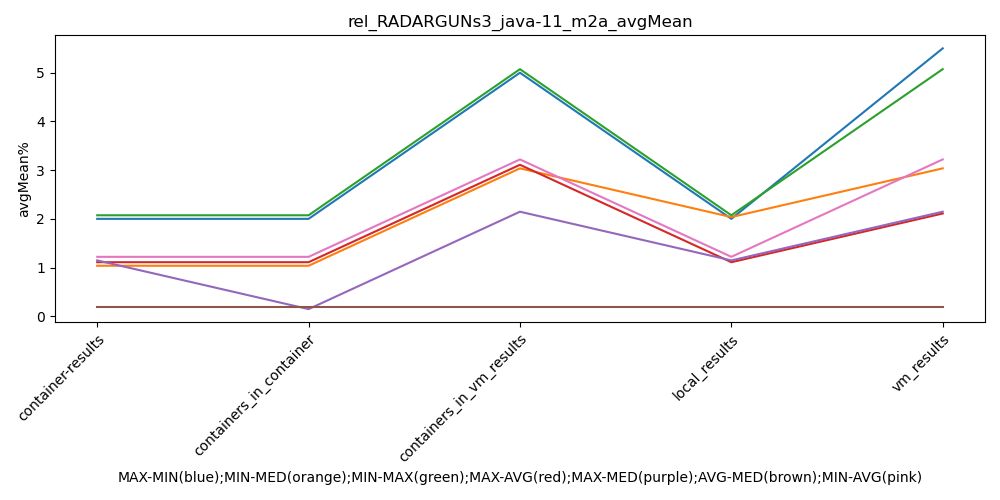 rel_RADARGUNs3_java-11_m2a_avgMean
avgMean%
5
4
3
2
1
0
container-results
containers_in_container
containers_in_vm_results
local_results
vm_results
MAX-MIN(blue);MIN-MED(orange);MIN-MAX(green);MAX-AVG(red);MAX-MED(purple);AVG-MED(brown);MIN-AVG(pink)